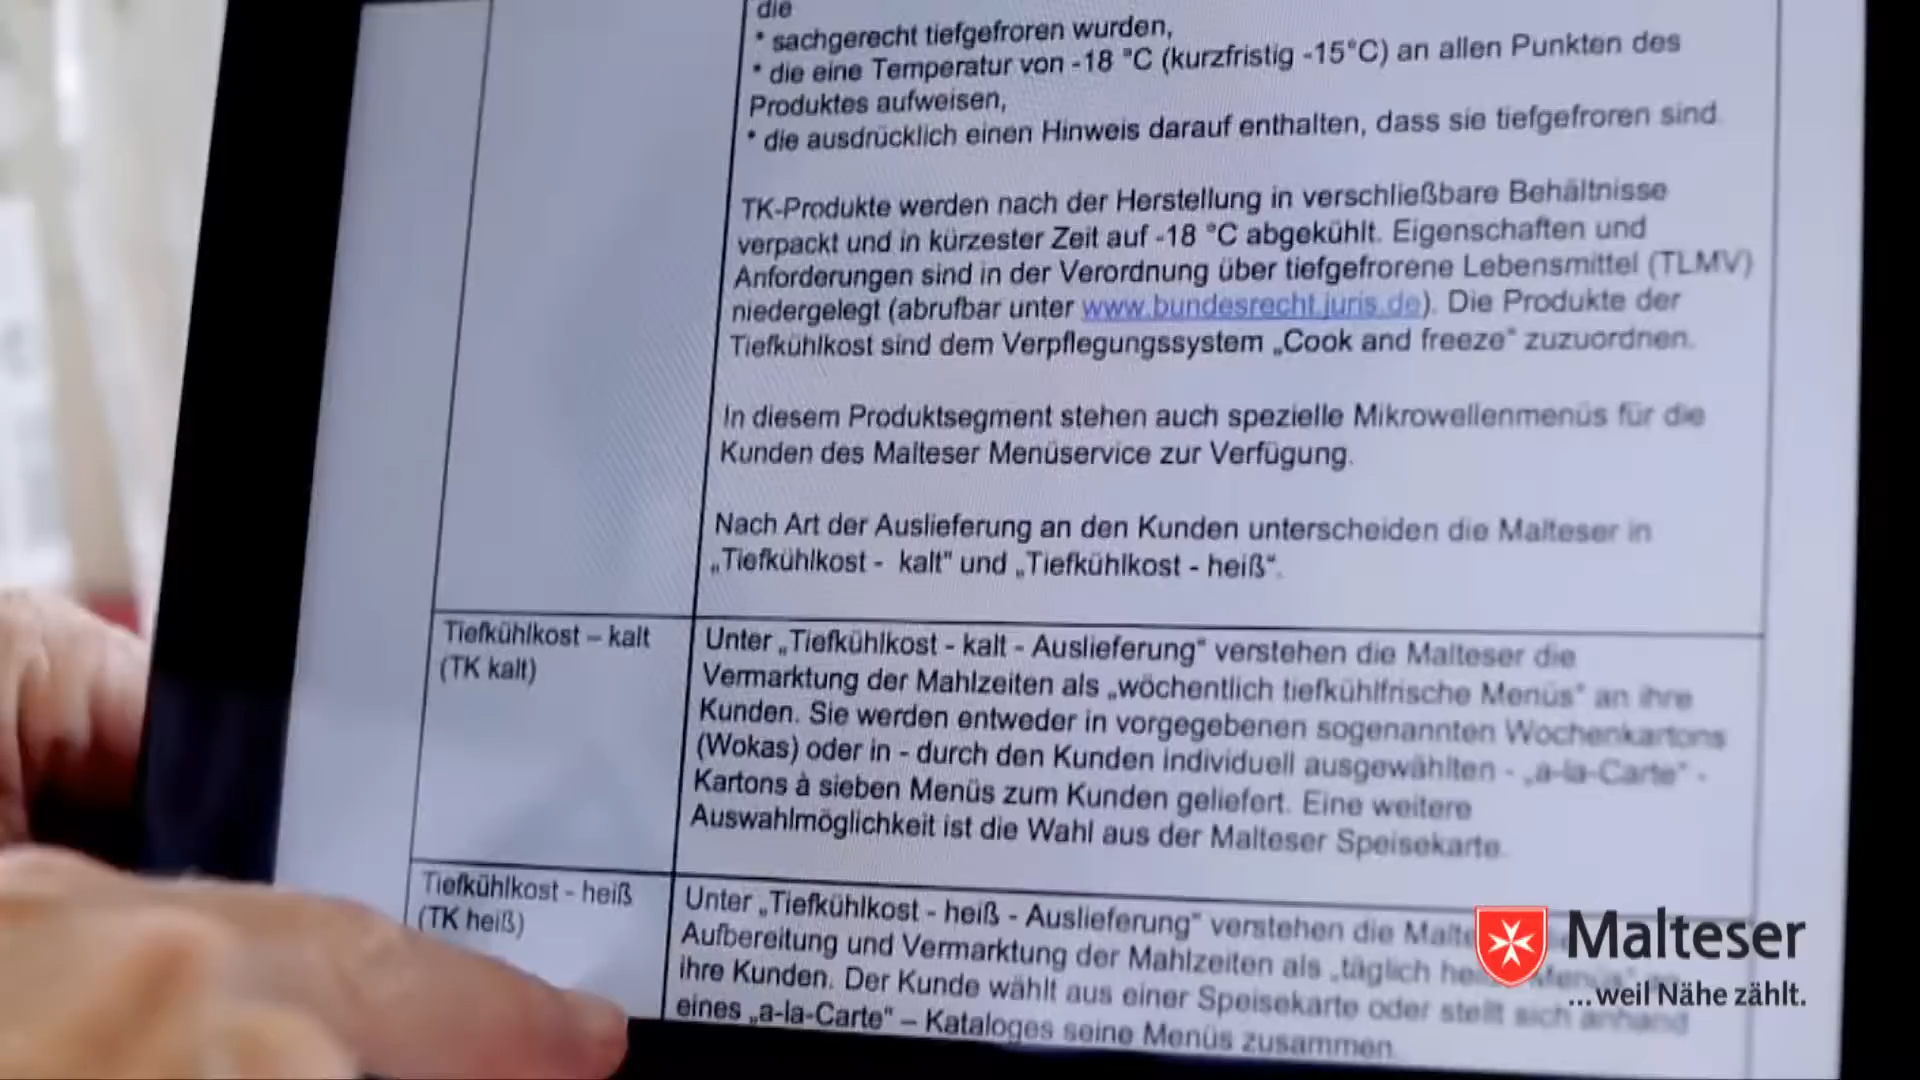 die
* sachgerecht tiefgefroren wurden,
* die eine Temperatur von -18 °C (kurzfristig -15°C) an allen Punkten des
Produktes aufweisen,
* die ausdrücklich einen Hinweis darauf enthalten, dass sie tiefgefroren sind.
TK-Produkte werden nach der Herstellung in verschließbare Behältnisse
verpackt und in kürzester Zeit auf -18 °C abgekühlt. Eigenschaften und
Anforderungen sind in der Verordnung über tiefgefrorene Lebensmittel (TLMV)
niedergelegt (abrufbar unter www.bundesrecht.juris.de). Die Produkte der
Tiefkühlkost sind dem Verpflegungssystem „Cook and freeze“ zuzuordnen.
In diesem Produktsegment stehen auch spezielle Mikrowellenmenüs für die
Kunden des Malteser Menüservice zur Verfügung.
Nach Art der Auslieferung an den Kunden unterscheiden die Malteser in
„Tiefkühlkost - kalt“ und „Tiefkühlkost - heiß“.
Tiefkühlkost – kalt
(TK kalt)
Unter „Tiefkühlkost - kalt - Auslieferung“ verstehen die Malteser die
Vermarktung der Mahlzeiten als „wöchentlich tiefkühlfrische Menüs“ an ihre
Kunden. Sie werden entweder in vorgegebenen sogenannten Wochenkartons
(Wokas) oder in - durch den Kunden individuell ausgewählten - „a-la-Carte“ -
Kartons à sieben Menüs zum Kunden geliefert. Eine weitere
Auswahlmöglichkeit ist die Wahl aus der Malteser Speisekarte.
Tiefkühlkost - heiß
(TK heiß)
Unter „Tiefkühlkost - heiß - Auslieferung“ verstehen die
Aufbereitung und Vermarktung der Mahlzeiten als „täglich
ihre Kunden. Der Kunde wählt aus einer Speisekarte oder stellt sich anhand
eines „a-la-Carte“ – Kataloges seine Menüs zusammen.
Malteser
...weil Nähe zählt.